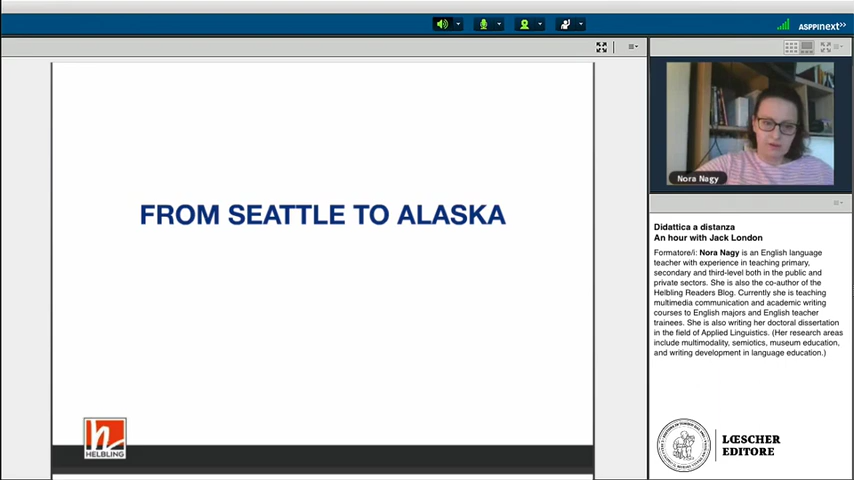 ASPPInext>>
FROM SEATTLE TO ALASKA
Nora Nagy
Didattica a distanza
An hour with Jack London
Formatore/i: Nora Nagy is an English language
teacher with experience in teaching primary,
secondary and third-level both in the public and
private sectors. She is also the co-author of the
Helbling Readers Blog. Currently she is teaching
multimedia communication and academic writing
courses to English majors and English teacher
trainees. She is also writing her doctoral dissertation
in the field of Applied Linguistics. (Her research areas
include multimodality, semiotics, museum education,
and writing development in language education.)
h
HELBLING
LŒSCHER
EDITORE